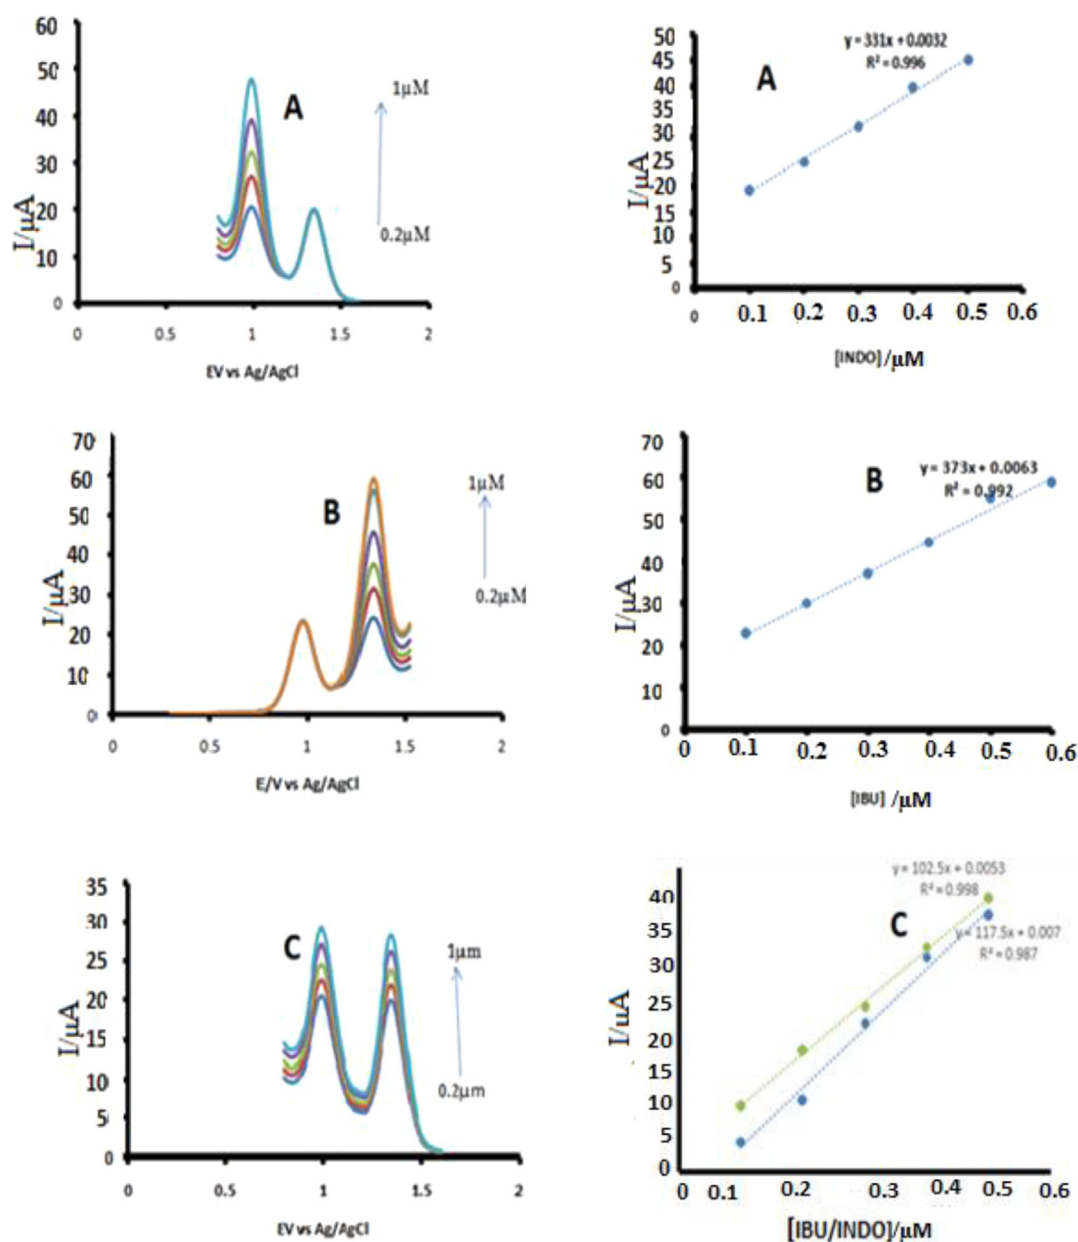 60
50
40
30
20
10
0
I/µA
A
1µM
0.2µM
0 0.5 1 1.5 2
EV vs Ag/AgCl
50
45
40
35
30
25
20
15
10
5
0
I/µA
A
y = 331x + 0.0032
R² = 0.996
0 0.1 0.2 0.3 0.4 0.5 0.6
[INDO] /µM
70
60
50
40
30
20
10
0
I/µA
B
1µM
0.2µM
0 0.5 1 1.5 2
E/V vs Ag/AgCl
70
60
50
40
30
20
10
0
I/µA
B
y = 373x + 0.0063
R² = 0.992
0 0.1 0.2 0.3 0.4 0.5 0.6
[IBU] /µM
35
30
25
20
15
10
5
0
I/µA
C
1µm
0.2µm
0 0.5 1 1.5 2
EV vs Ag/AgCl
40
35
30
25
20
15
10
5
0
I/µA
C
y = 102.5x + 0.0053
R² = 0.998
y = 117.5x + 0.007
R² = 0.987
0 0.1 0.2 0.3 0.4 0.5 0.6
[IBU/INDO]/µM